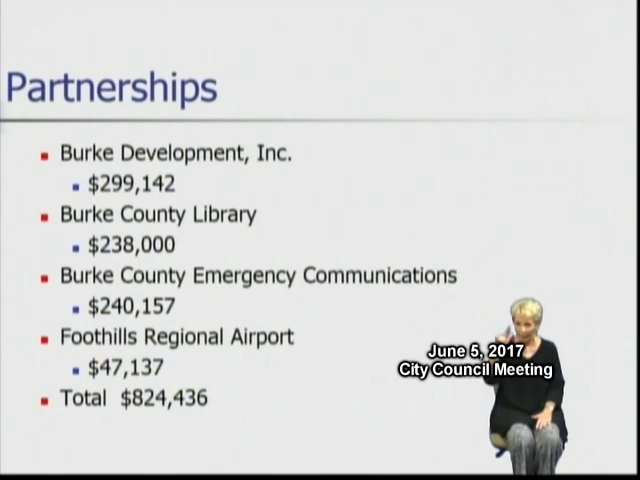 Partnerships
Burke Development, Inc.
$299,142
Burke County Library
$238,000
Burke County Emergency Communications
$240,157
Foothills Regional Airport
$47,137
Total $824,436
June 5, 2017
City Council Meeting